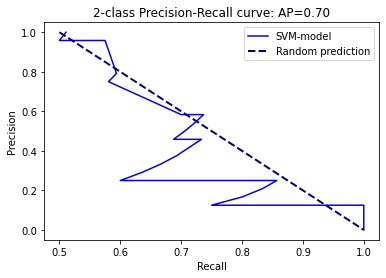 2-class Precision-Recall curve: AP=0.70
SVM-model
Random prediction
Precision
1.0
0.8
0.6
0.4
0.2
0.0
0.5
0.6
0.7
0.8
0.9
1.0
Recall